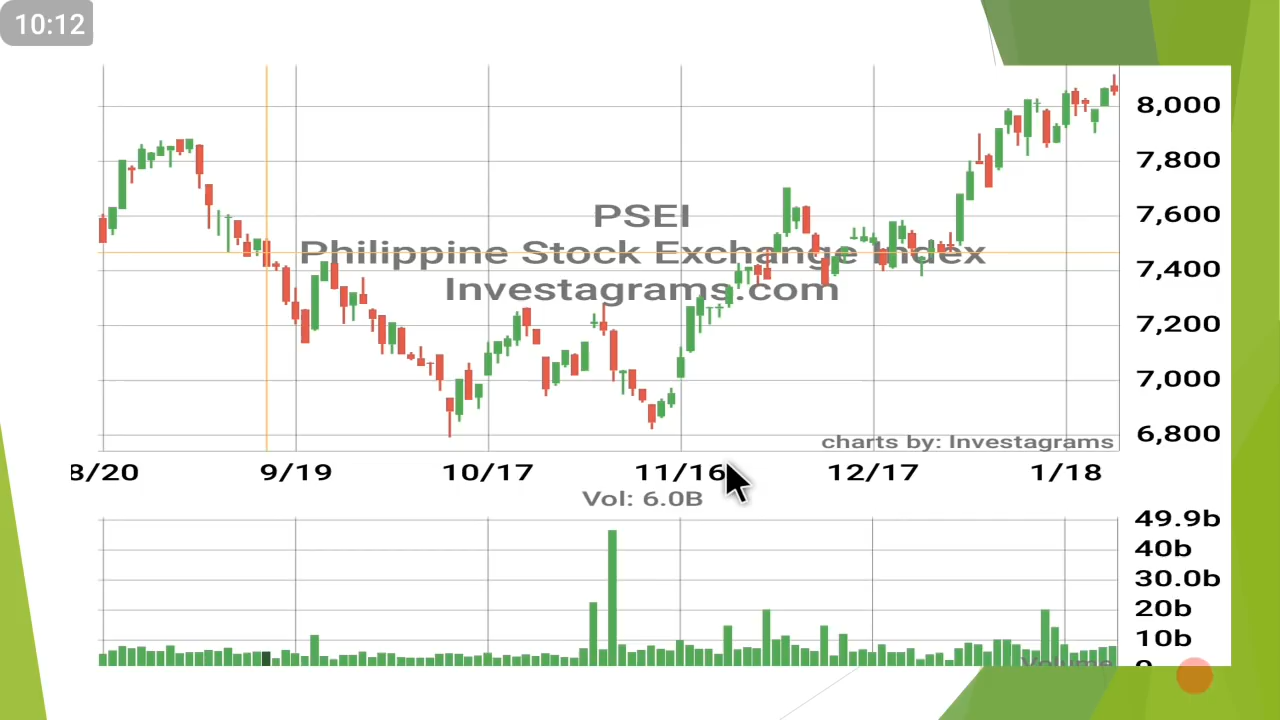 10:12
8,000
7,800
PSEI
7,600
Philippine Stock Exchange Index
7,400
Investagrams.com
7,200
7,000
6,800
charts by: Investagrams
8/20 9/19 10/17 11/16 12/17 1/18
Vol: 6.0B
49.9b
40b
30.0b
20b
10b
Volume
0